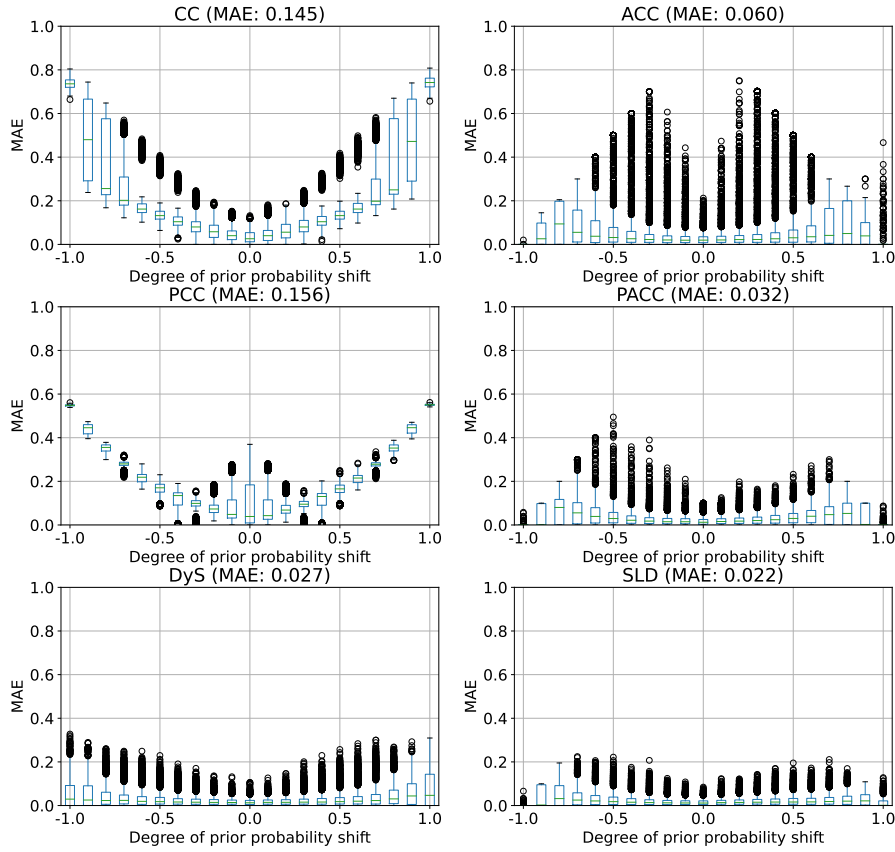 CC (MAE: 0.145)
1.0
0.8
0.6
0.4
0.2
0.0
MAE
-1.0 -0.5 0.0 0.5 1.0
Degree of prior probability shift
ACC (MAE: 0.060)
1.0
0.8
0.6
0.4
0.2
0.0
MAE
-1.0 -0.5 0.0 0.5 1.0
Degree of prior probability shift
PCC (MAE: 0.156)
1.0
0.8
0.6
0.4
0.2
0.0
MAE
-1.0 -0.5 0.0 0.5 1.0
Degree of prior probability shift
PACC (MAE: 0.032)
1.0
0.8
0.6
0.4
0.2
0.0
MAE
-1.0 -0.5 0.0 0.5 1.0
Degree of prior probability shift
DyS (MAE: 0.027)
1.0
0.8
0.6
0.4
0.2
0.0
MAE
-1.0 -0.5 0.0 0.5 1.0
Degree of prior probability shift
SLD (MAE: 0.022)
1.0
0.8
0.6
0.4
0.2
0.0
MAE
-1.0 -0.5 0.0 0.5 1.0
Degree of prior probability shift